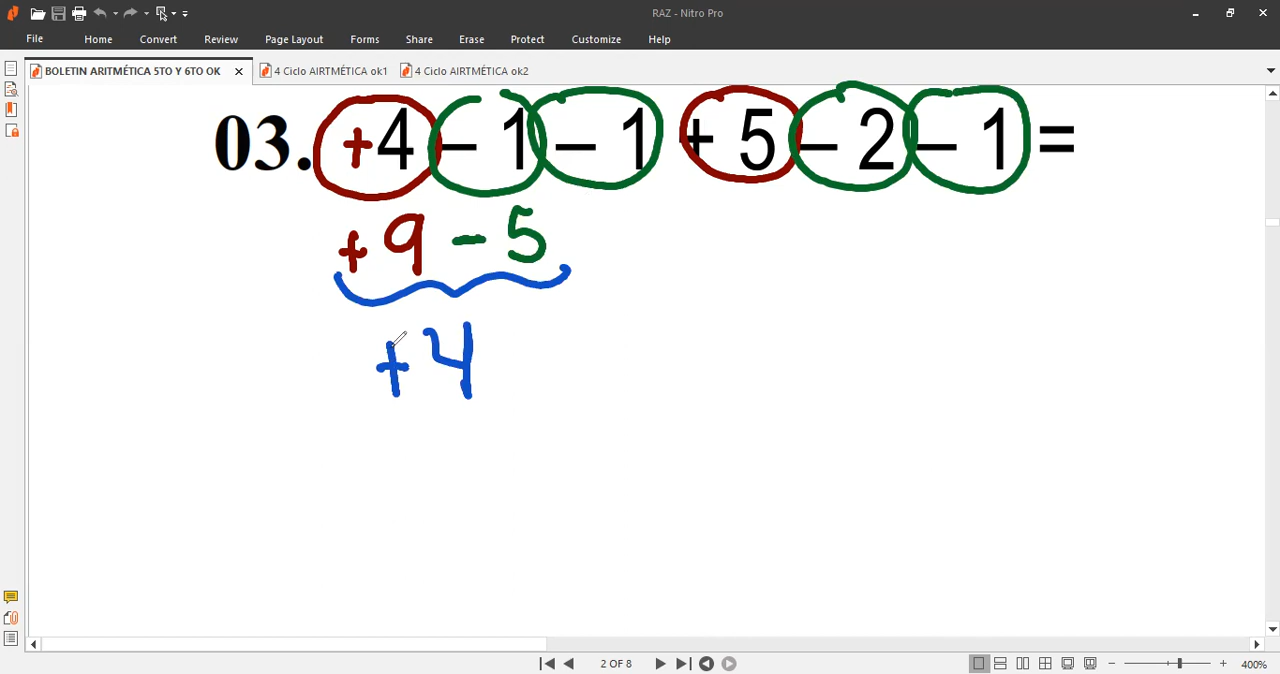 RAZ - Nitro Pro
File Home Convert Review Page Layout Forms Share Erase Protect Customize Help
BOLETIN ARITMÉTICA 5TO Y 6TO OK × 4 Ciclo AIRTMÉTICA ok1 4 Ciclo AIRTMÉTICA ok2
03. +4 – 1 – 1 + 5 – 2 – 1 =
+9 - 5
+4
2 OF 8
400%